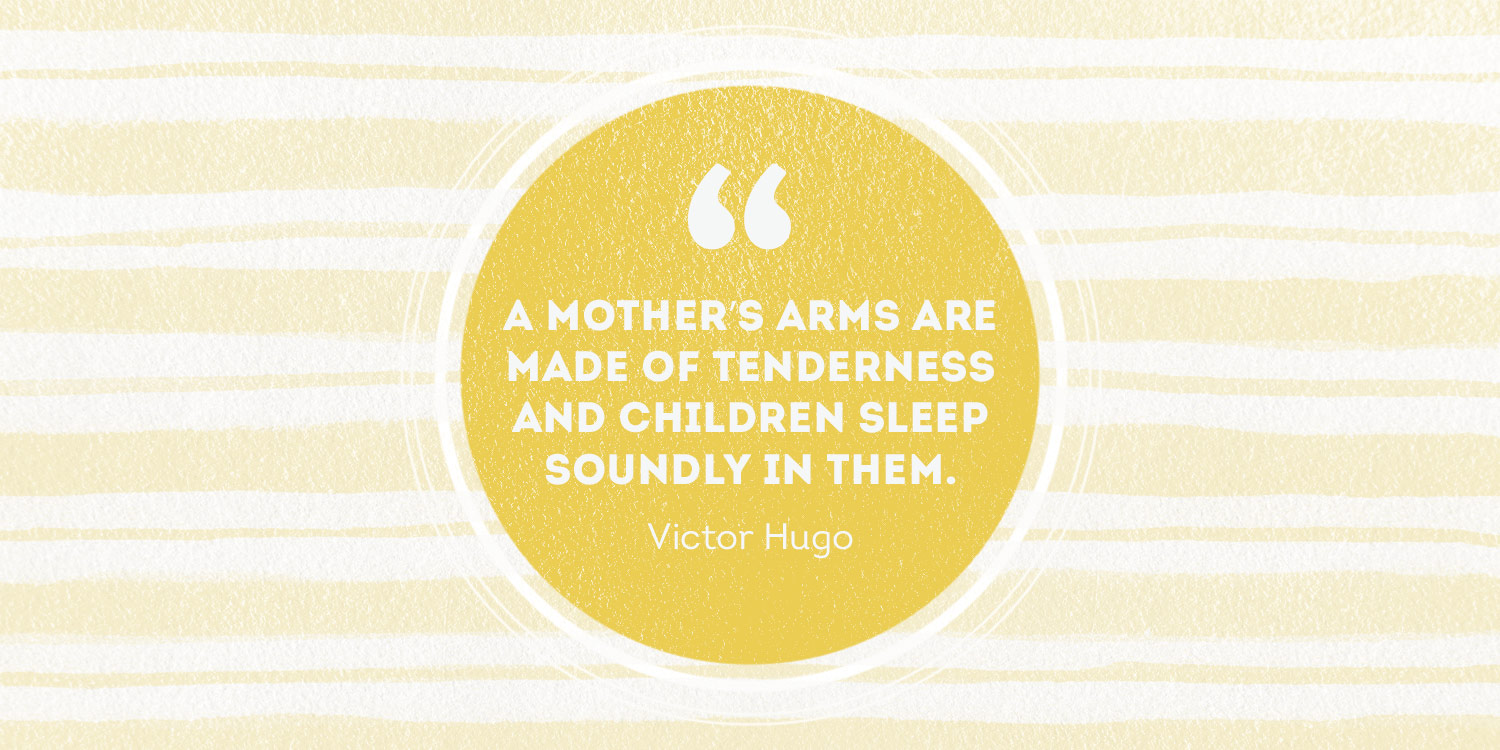 “
A MOTHER'S ARMS ARE
MADE OF TENDERNESS
AND CHILDREN SLEEP
SOUNDLY IN THEM.
Victor Hugo